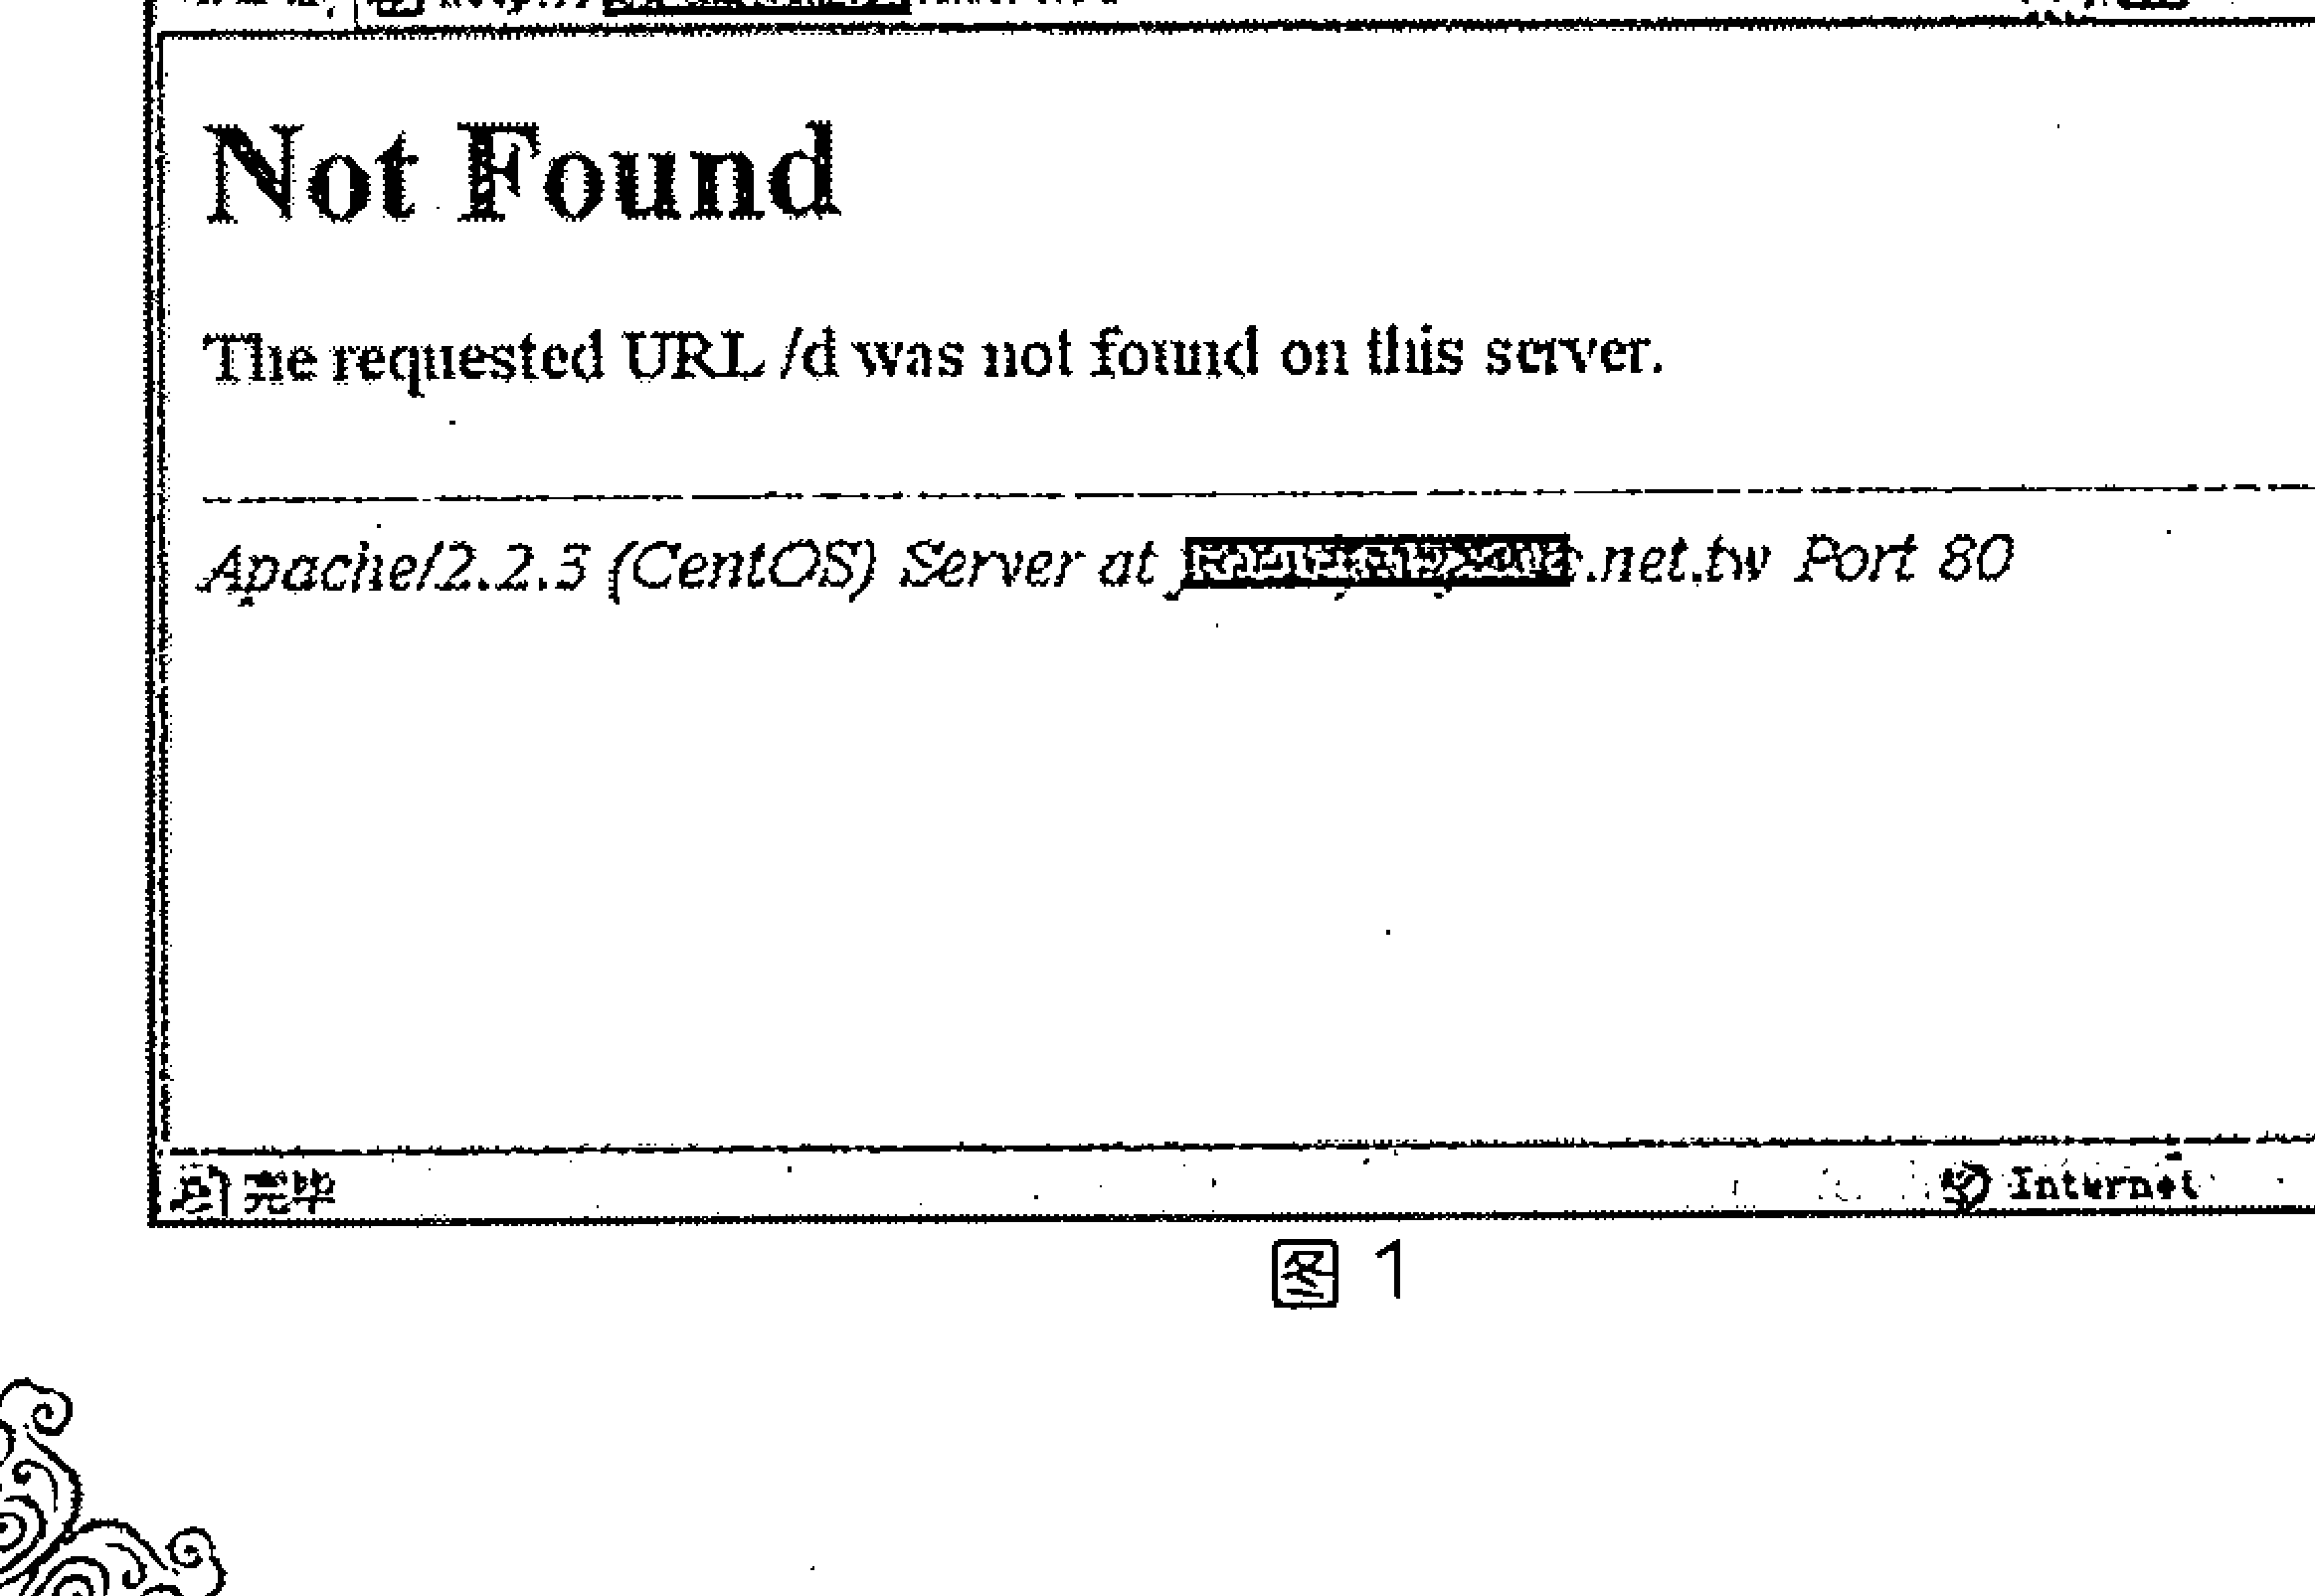 Not Found
The requested URL /d was not found on this server.
Apache/2.2.3 (CentOS) Server at .net.tw Port 80
完毕 Internet
图 1